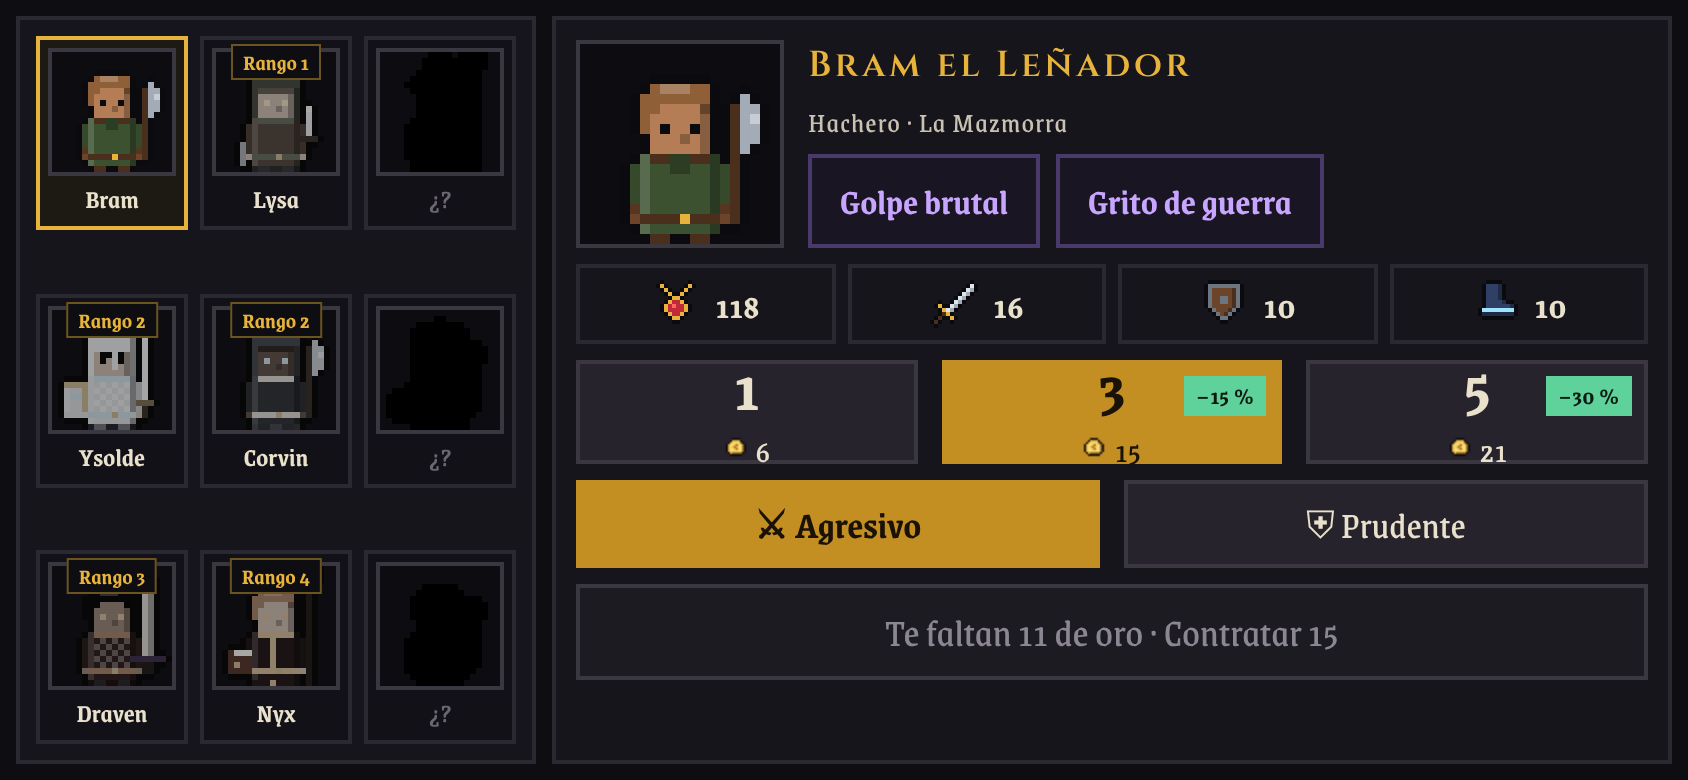 Bram
Rango 1
Lysa
¿?
Rango 2
Ysolde
Rango 2
Corvin
¿?
Rango 3
Draven
Rango 4
Nyx
¿?
Bram el Leñador
Hachero · La Mazmorra
Golpe brutal
Grito de guerra
118
16
10
10
1
6
3
−15 %
15
5
−30 %
21
Agresivo
Prudente
Te faltan 11 de oro · Contratar 15